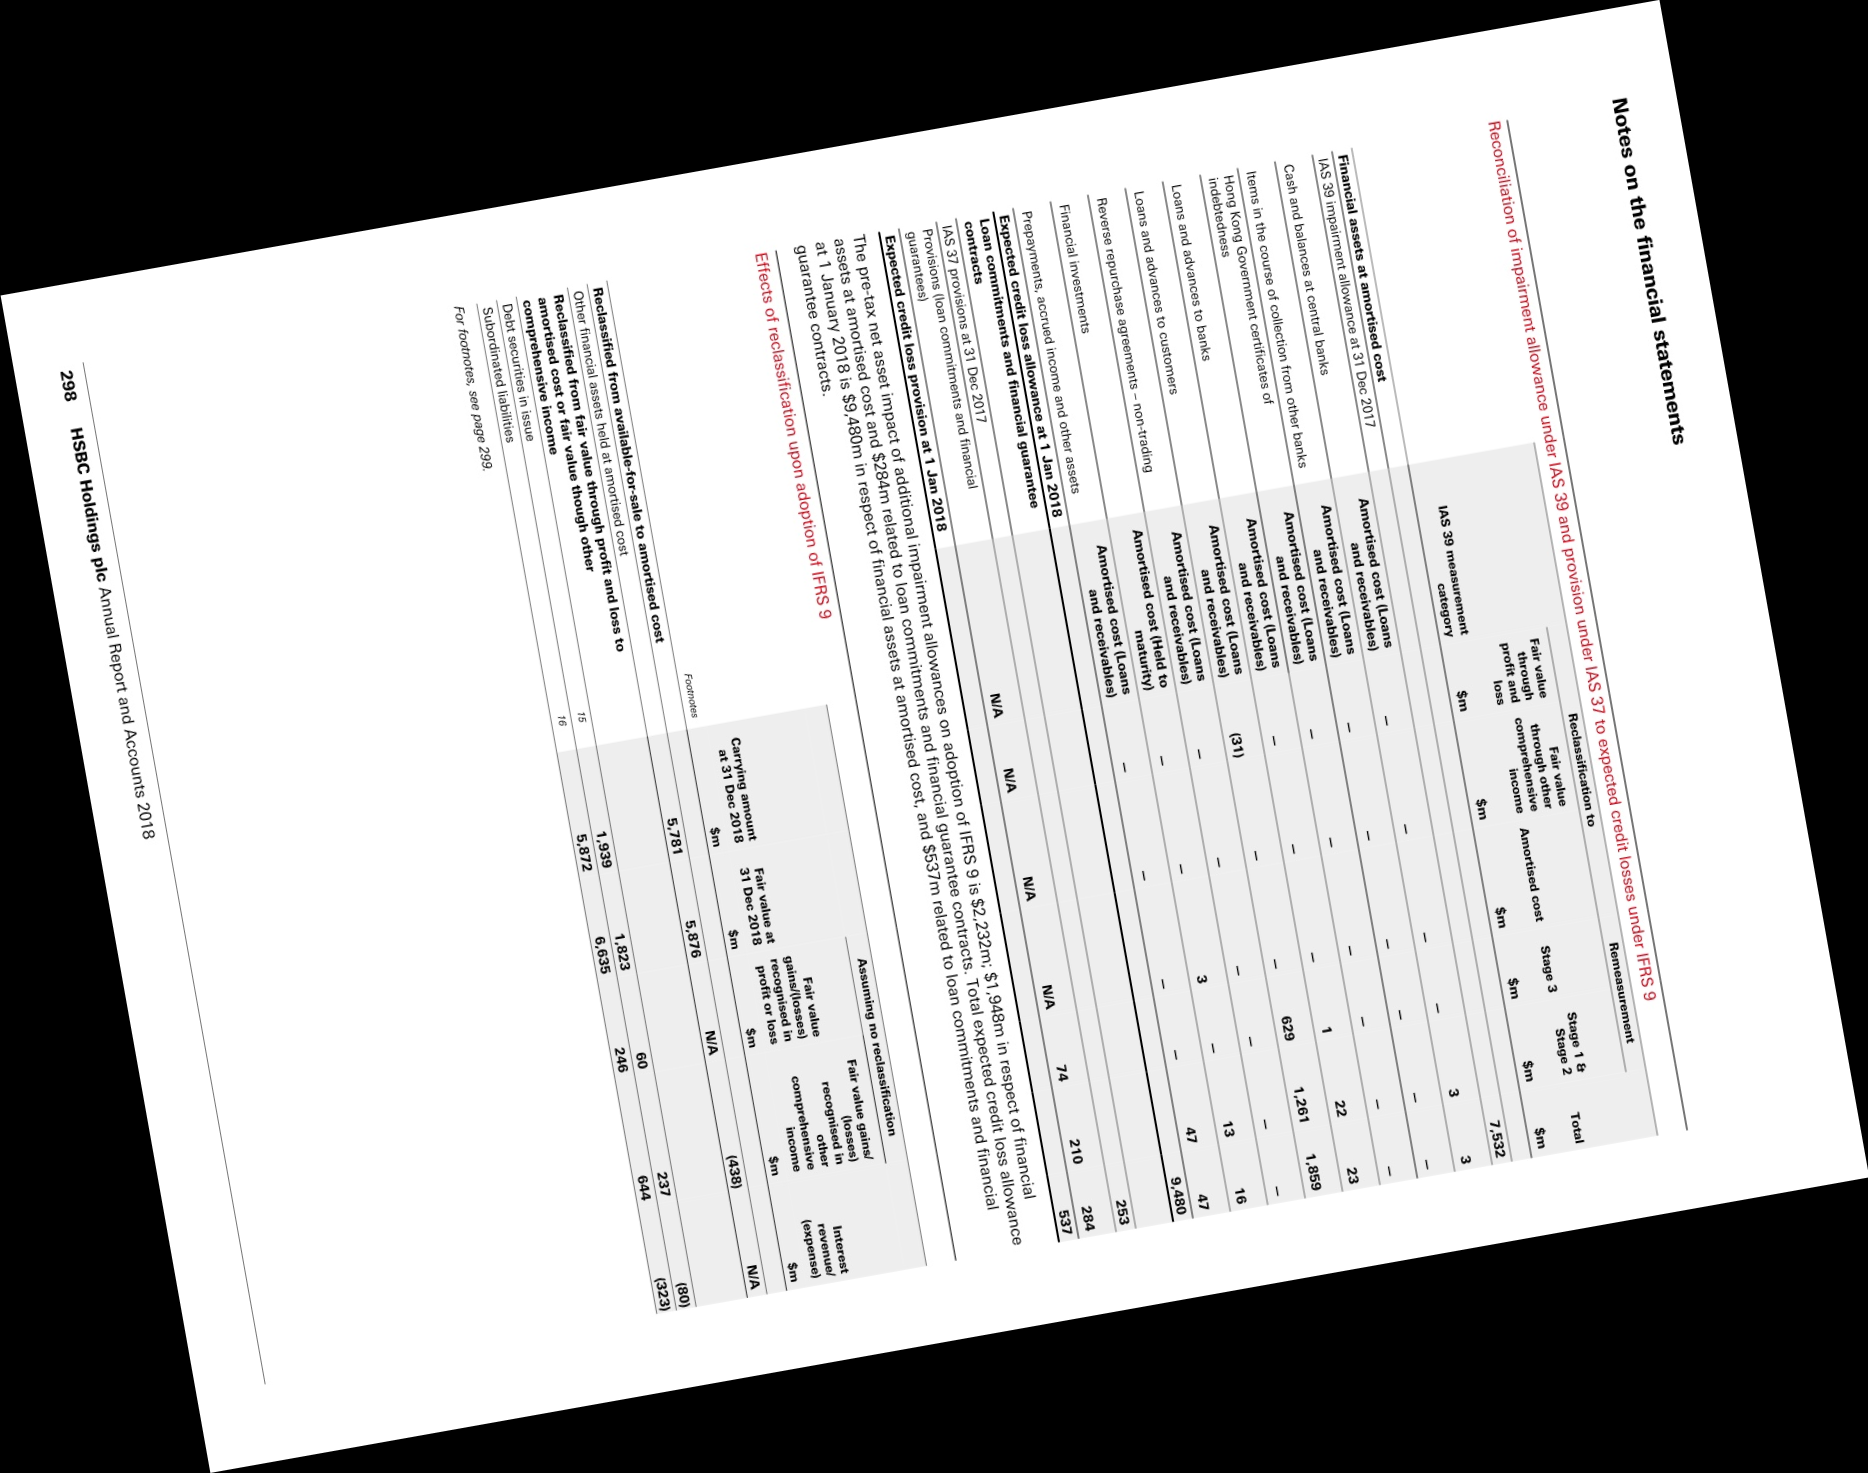 Notes on the financial statements
Reconciliation of impairment allowance under IAS 39 and provision under IAS 37 to expected credit losses under IFRS 9
Reclassification to Remeasurement
IAS 39 measurement category
Fair value through profit and loss
Fair value through other comprehensive income
Amortised cost
Stage 3
Stage 1 & Stage 2
Total
$m $m $m $m $m $m
Financial assets at amortised cost
IAS 39 impairment allowance at 31 Dec 2017 7,532
Cash and balances at central banks Amortised cost (Loans and receivables) – – – – 3 3
Items in the course of collection from other banks Amortised cost (Loans and receivables) – – – – – –
Hong Kong Government certificates of indebtedness Amortised cost (Loans and receivables) – – – – – –
Loans and advances to banks Amortised cost (Loans and receivables) – – – 1 22 23
Loans and advances to customers Amortised cost (Loans and receivables) (31) – – 629 1,261 1,859
Reverse repurchase agreements – non-trading Amortised cost (Loans and receivables) – – – – – –
Financial investments Amortised cost (Held to maturity) – – 3 – 13 16
Prepayments, accrued income and other assets Amortised cost (Loans and receivables) – – – – 47 47
Expected credit loss allowance at 1 Jan 2018 9,480
Loan commitments and financial guarantee contracts
IAS 37 provisions at 31 Dec 2017 253
Provisions (loan commitments and financial guarantees) N/A N/A N/A N/A 74 210 284
Expected credit loss provision at 1 Jan 2018 537
The pre-tax net asset impact of additional impairment allowances on adoption of IFRS 9 is $2,232m; $1,948m in respect of financial
assets at amortised cost and $284m related to loan commitments and financial guarantee contracts. Total expected credit loss allowance
at 1 January 2018 is $9,480m in respect of financial assets at amortised cost, and $537m related to loan commitments and financial
guarantee contracts.
Effects of reclassification upon adoption of IFRS 9
Assuming no reclassification
Footnotes
Carrying amount at 31 Dec 2018
Fair value at 31 Dec 2018
Fair value gains/(losses) recognised in profit or loss
Fair value gains/ (losses) recognised in other comprehensive income
Interest revenue/ (expense)
$m $m $m $m $m
Reclassified from available-for-sale to amortised cost
Other financial assets held at amortised cost 5,781 5,876 N/A (438) N/A
Reclassified from fair value through profit and loss to
amortised cost or fair value though other
comprehensive income
Debt securities in issue 15 1,939 1,823 60 237 (80)
Subordinated liabilities 16 5,872 6,635 246 644 (323)
For footnotes, see page 299.
298 HSBC Holdings plc Annual Report and Accounts 2018